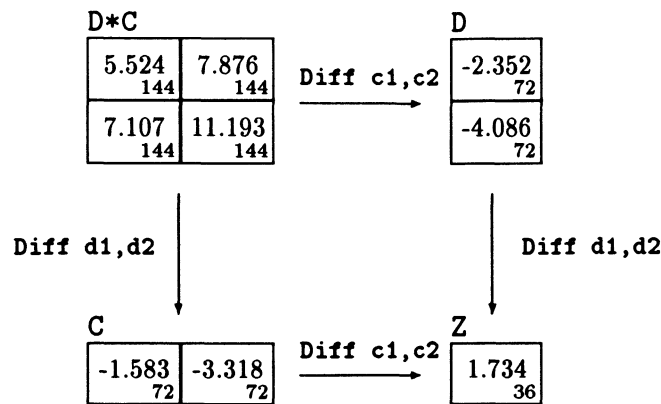 D*C D
5.524 7.876 Diff c1,c2 -2.352
144 144 72
7.107 11.193 -4.086
144 144 72
Diff d1,d2 Diff d1,d2
C Z
-1.583 -3.318 Diff c1,c2 1.734
72 72 36